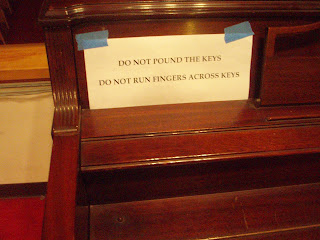 DO NOT POUND THE KEYS
DO NOT RUN FINGERS ACROSS KEYS